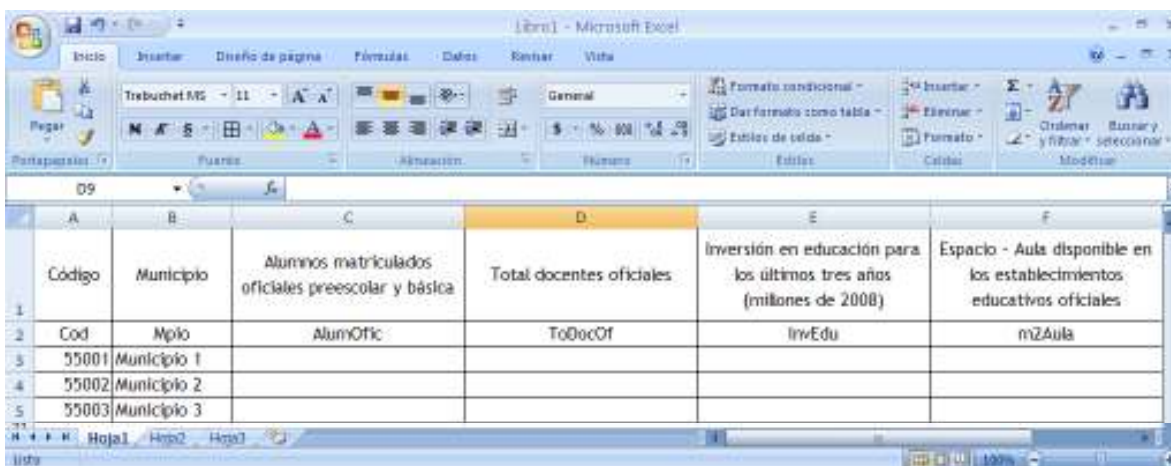 Libro1 - Microsoft Excel
Inicio Insertar Diseño de página Fórmulas Datos Revisar Vista
Pegar
Trebuchet MS 11
N K S
General
$ % 000
Formato condicional
Dar formato como tabla
Estilos de celda
Insertar
Eliminar
Formato
Σ
Ordenar y filtrar
Buscar y seleccionar
Portapapeles Fuente Alineación Número Estilos Celdas Modificar
D9 fx
A B C D E F
1
Código
Municipio
Alumnos matriculados
oficiales preescolar y básica
Total docentes oficiales
Inversión en educación para
los últimos tres años
(millones de 2008)
Espacio - Aula disponible en
los establecimientos
educativos oficiales
2 Cod Mpio AlumOfic ToDocOf InvEdu m2Aula
3 55001 Municipio 1
4 55002 Municipio 2
5 55003 Municipio 3
Hoja1 Hoja2 Hoja3
Listo 100%